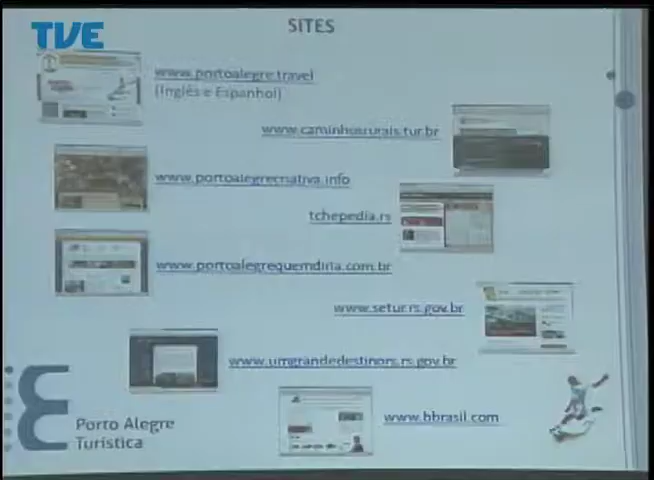 TVE
SITES
www.portoalegre.travel
(Inglês e Espanhol)
www.caminhosrurais.tur.br
www.portoalegrecriativa.info
tchepedia.rs
www.portoalegrequemdiria.com.br
www.setur.rs.gov.br
www.umgrandedestinors.rs.gov.br
www.bbrasil.com
Porto Alegre
Turística